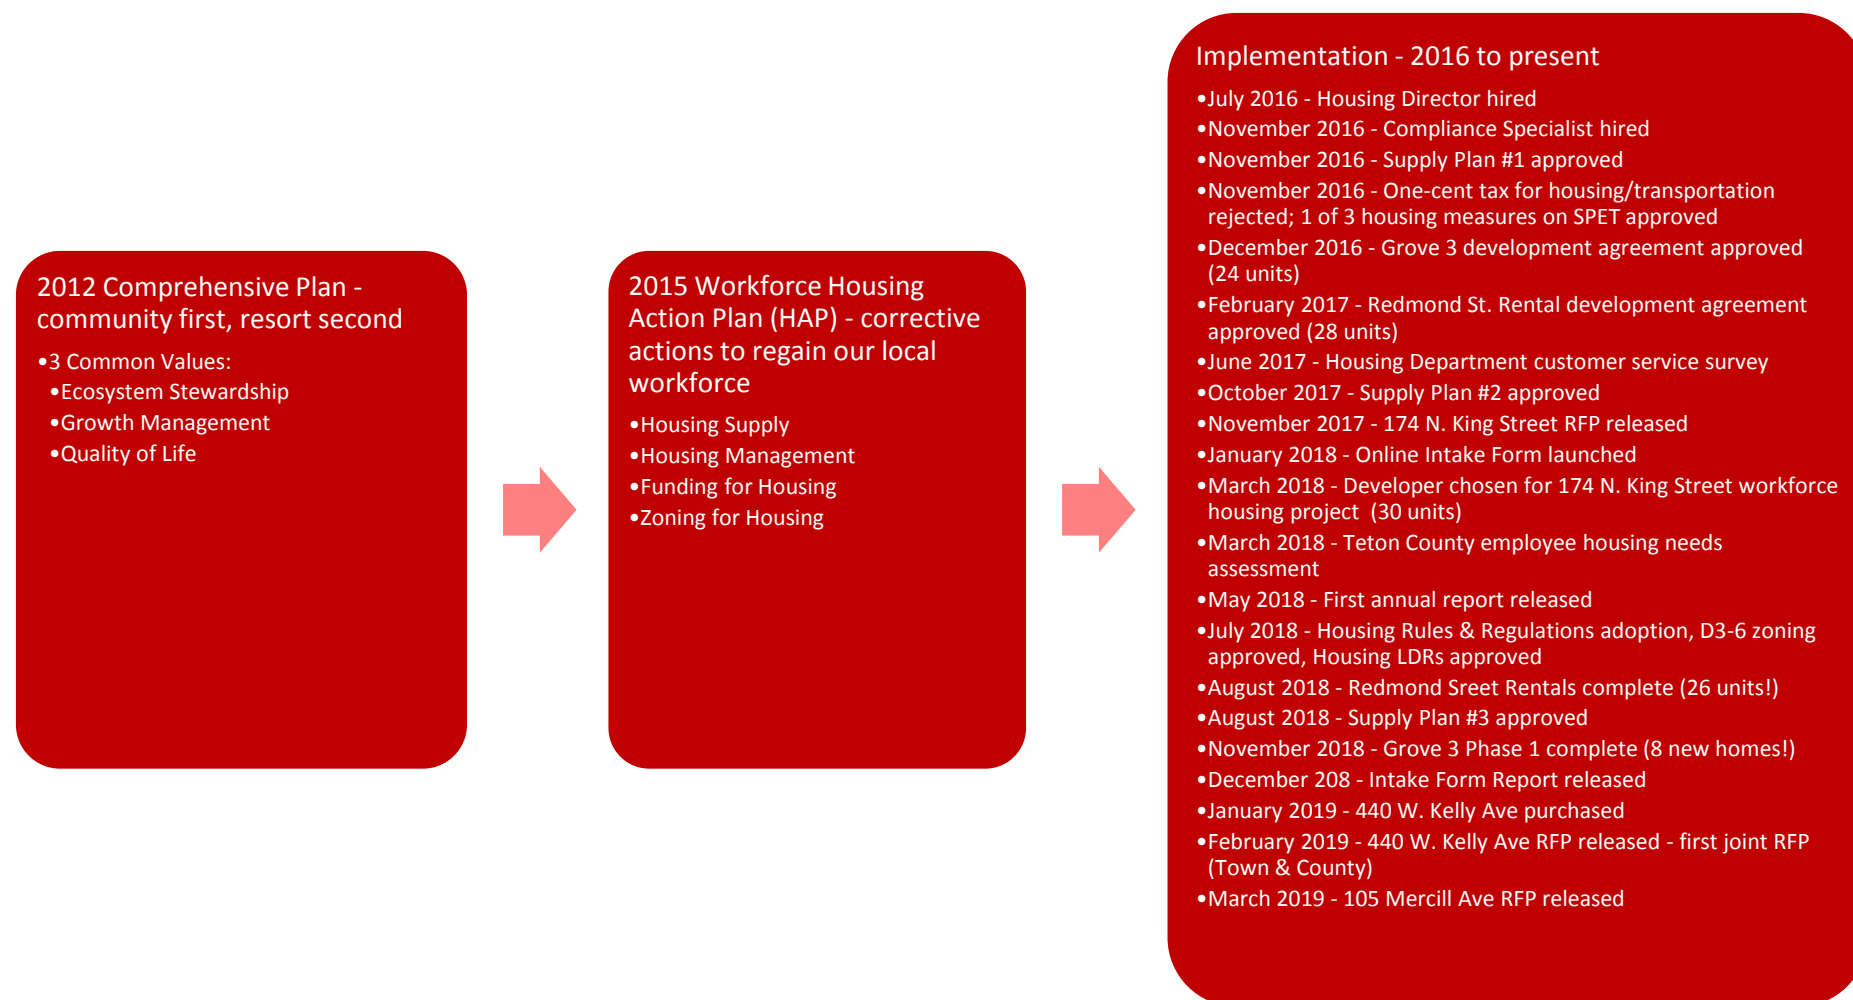 2012 Comprehensive Plan -
community first, resort second
•3 Common Values:
•Ecosystem Stewardship
•Growth Management
•Quality of Life
2015 Workforce Housing
Action Plan (HAP) - corrective
actions to regain our local
workforce
•Housing Supply
•Housing Management
•Funding for Housing
•Zoning for Housing
Implementation - 2016 to present
•July 2016 - Housing Director hired
•November 2016 - Compliance Specialist hired
•November 2016 - Supply Plan #1 approved
•November 2016 - One-cent tax for housing/transportation
rejected; 1 of 3 housing measures on SPET approved
•December 2016 - Grove 3 development agreement approved
(24 units)
•February 2017 - Redmond St. Rental development agreement
approved (28 units)
•June 2017 - Housing Department customer service survey
•October 2017 - Supply Plan #2 approved
•November 2017 - 174 N. King Street RFP released
•January 2018 - Online Intake Form launched
•March 2018 - Developer chosen for 174 N. King Street workforce
housing project (30 units)
•March 2018 - Teton County employee housing needs
assessment
•May 2018 - First annual report released
•July 2018 - Housing Rules & Regulations adoption, D3-6 zoning
approved, Housing LDRs approved
•August 2018 - Redmond Sreet Rentals complete (26 units!)
•August 2018 - Supply Plan #3 approved
•November 2018 - Grove 3 Phase 1 complete (8 new homes!)
•December 208 - Intake Form Report released
•January 2019 - 440 W. Kelly Ave purchased
•February 2019 - 440 W. Kelly Ave RFP released - first joint RFP
(Town & County)
•March 2019 - 105 Mercill Ave RFP released